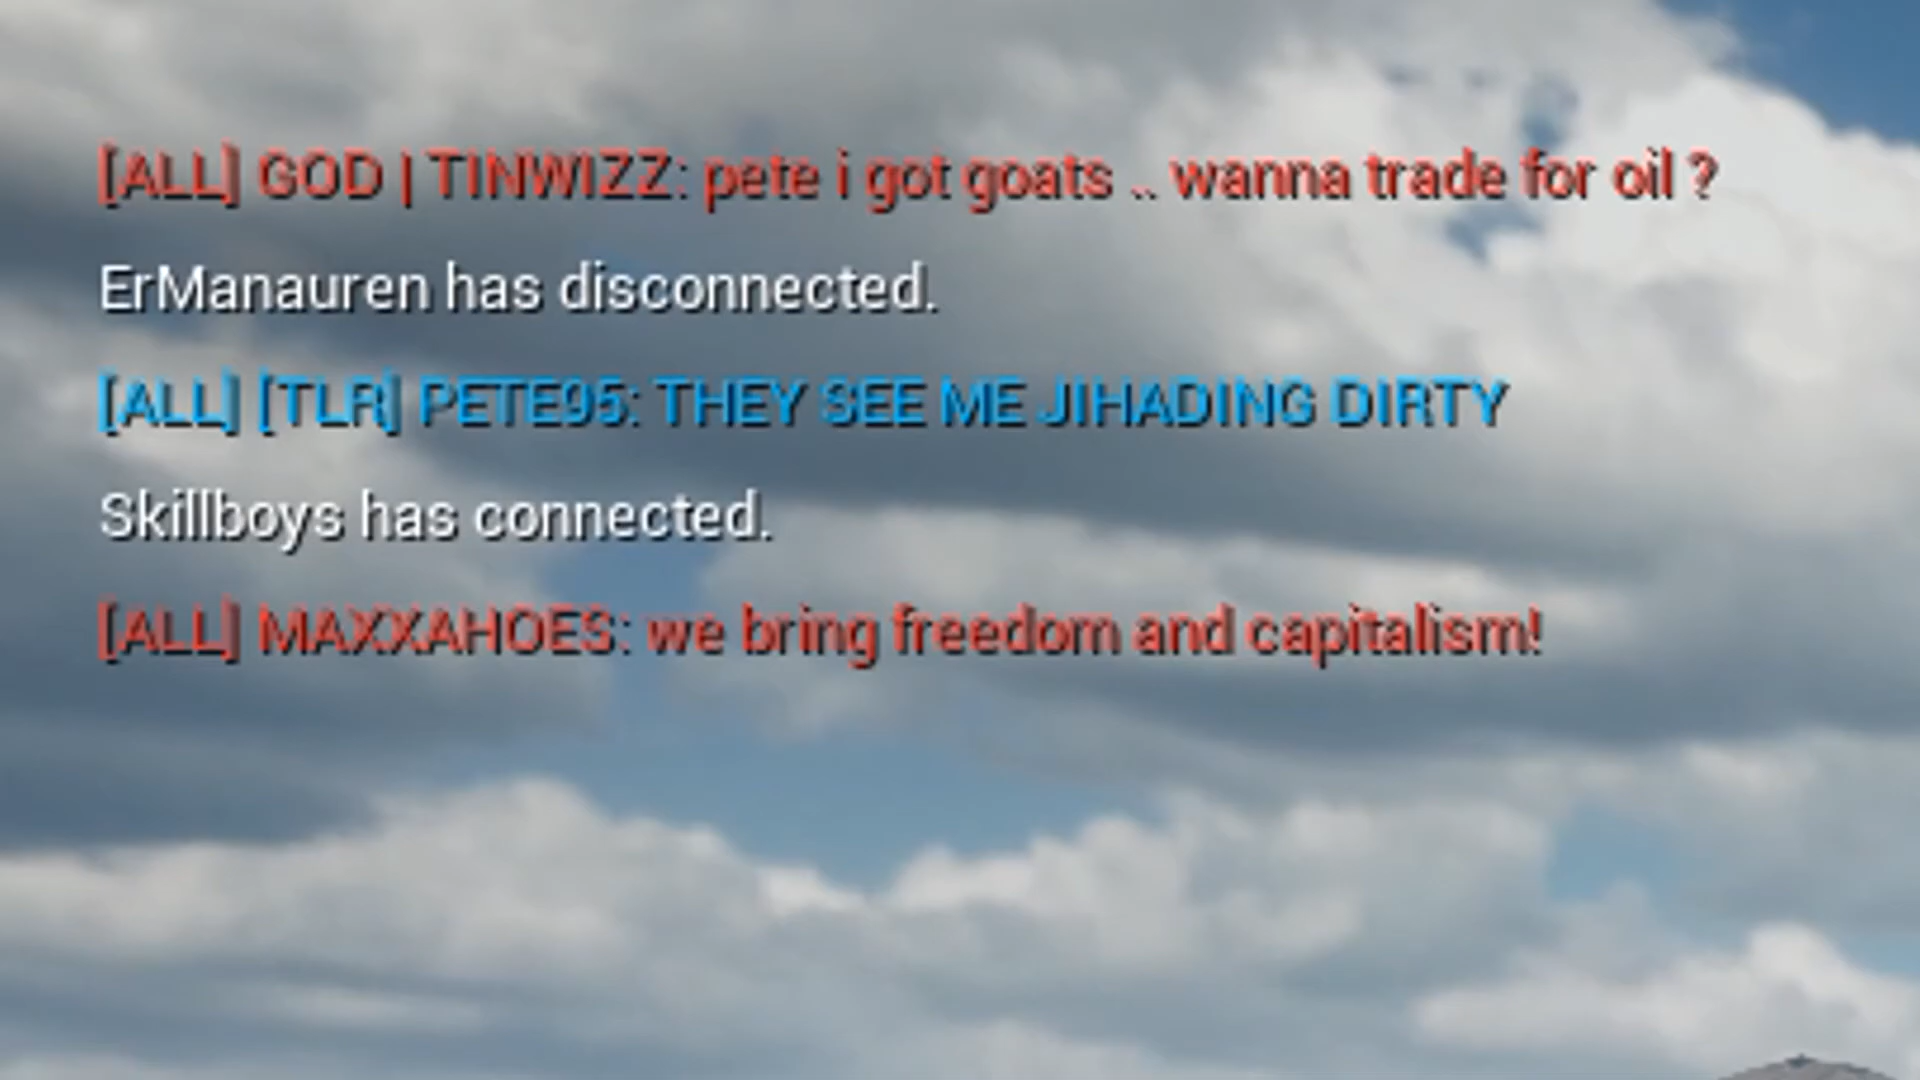 [ALL] GOD | TINWIZZ: pete i got goats .. wanna trade for oil ?
ErManauren has disconnected.
[ALL] [TLR] PETE95: THEY SEE ME JIHADING DIRTY
Skillboys has connected.
[ALL] MAXXAHOES: we bring freedom and capitalism!